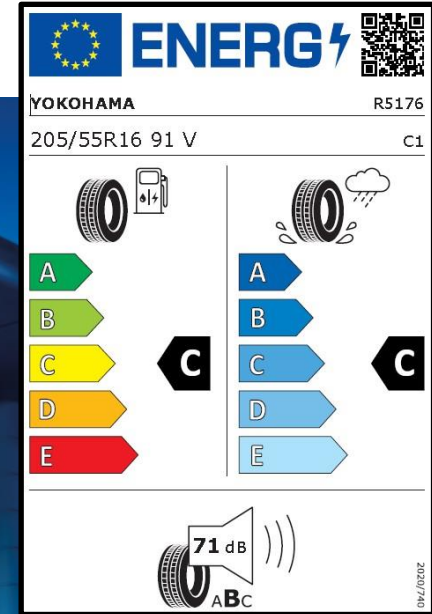 ENERG
YOKOHAMA R5176
205/55R16 91 V C1
A A
B B
C C C C
D D
E E
71 dB
ABC
2020/740